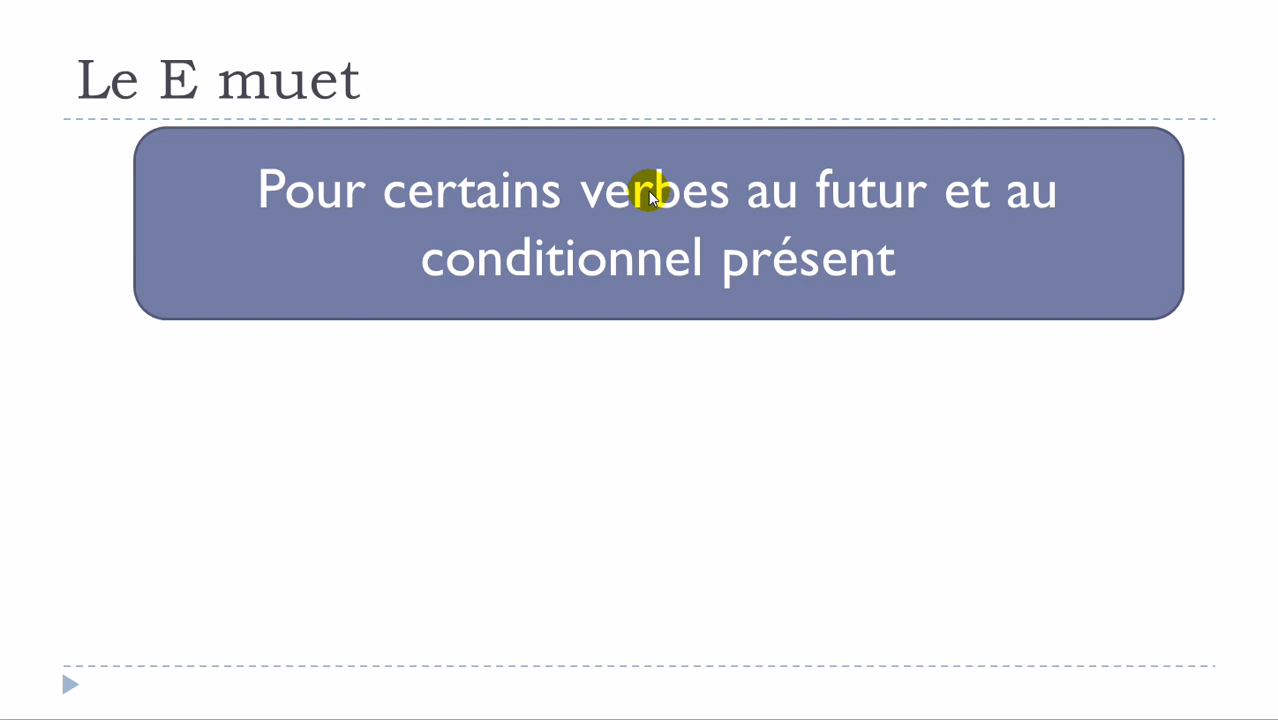 Le E muet
Pour certains verbes au futur et au
conditionnel présent